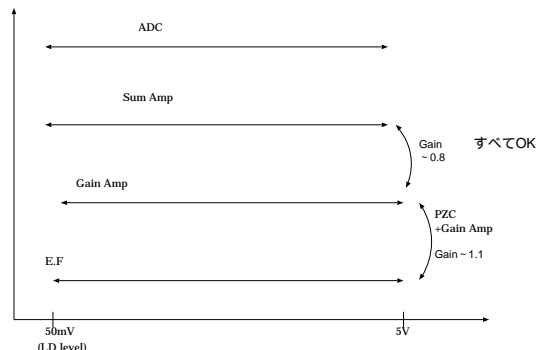 ADC
Sum Amp
Gain
~ 0.8
すべてOK
Gain Amp
PZC
+Gain Amp
Gain ~ 1.1
E.F
50mV
(LD level)
5V